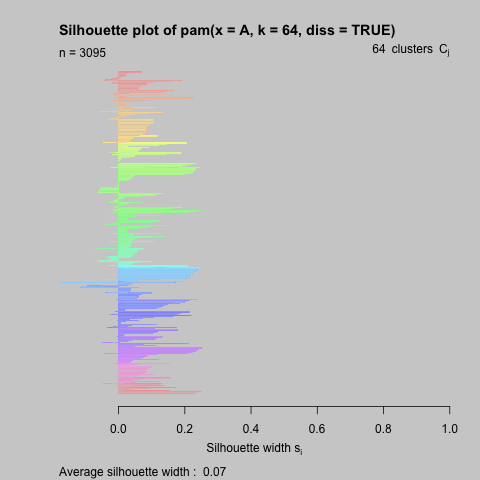 Silhouette plot of pam(x = A, k = 64, diss = TRUE)
n = 3095
64 clusters Cj
0.0 0.2 0.4 0.6 0.8 1.0
Silhouette width si
Average silhouette width : 0.07